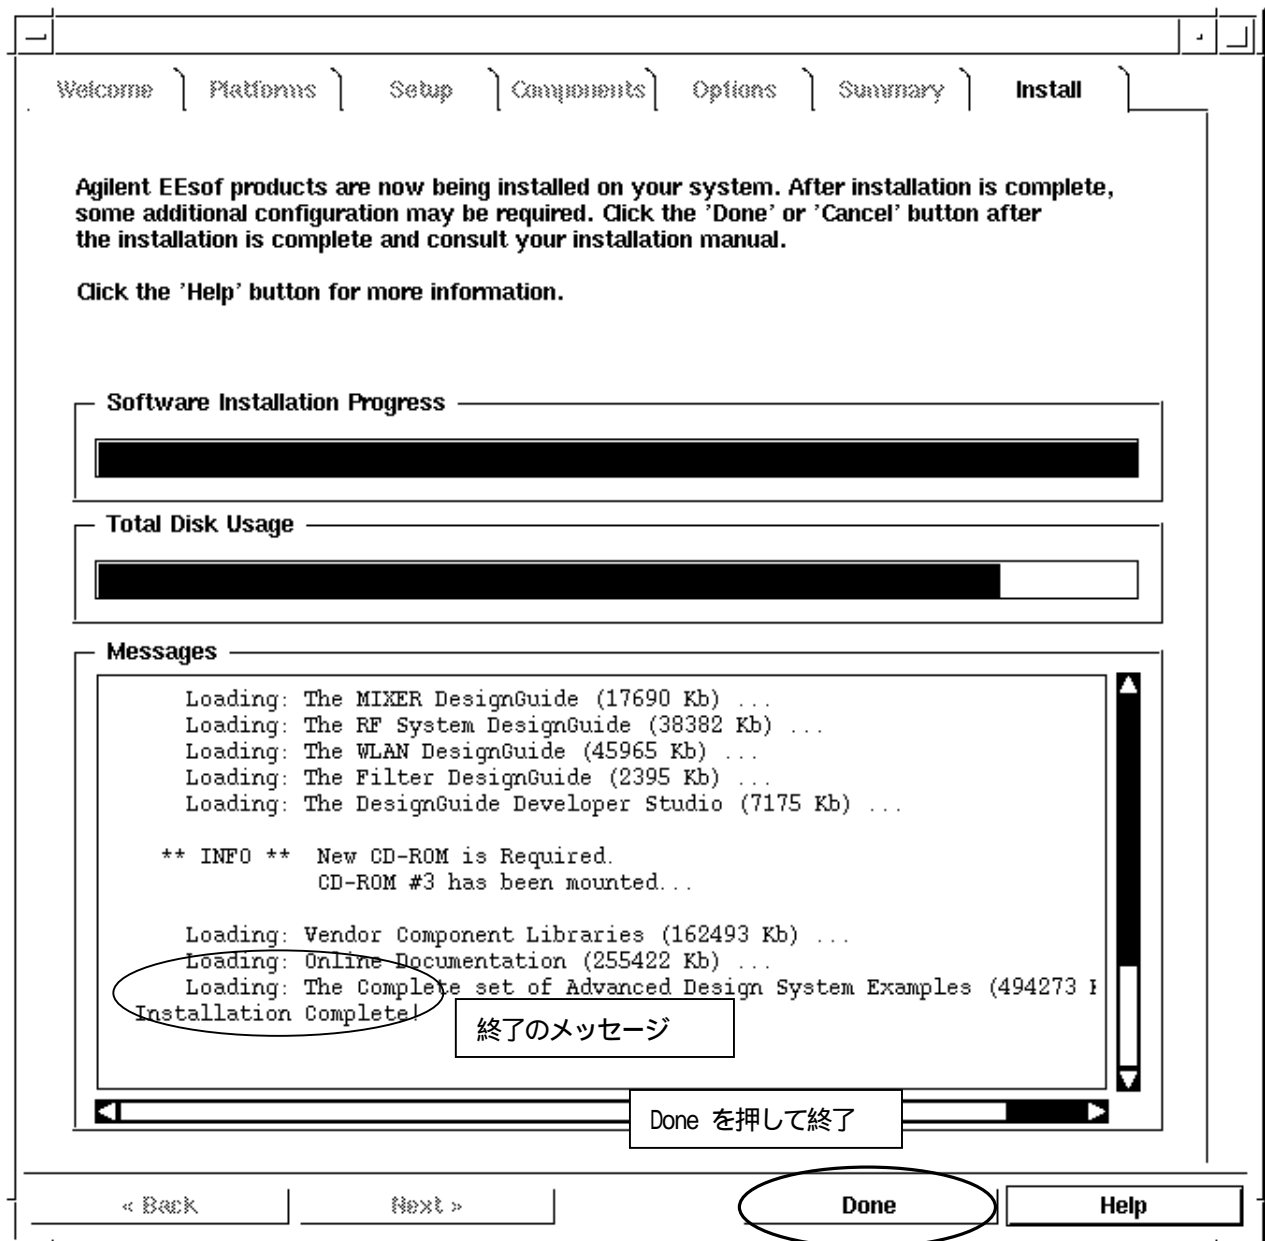 Welcome Platforms Setup Components Options Summary Install
Agilent EEsof products are now being installed on your system. After installation is complete,
some additional configuration may be required. Click the 'Done' or 'Cancel' button after
the installation is complete and consult your installation manual.
Click the 'Help' button for more information.
Software Installation Progress
Total Disk Usage
Messages
Loading: The MIXER DesignGuide (17690 Kb) ...
Loading: The RF System DesignGuide (38382 Kb) ...
Loading: The WLAN DesignGuide (45965 Kb) ...
Loading: The Filter DesignGuide (2395 Kb) ...
Loading: The DesignGuide Developer Studio (7175 Kb) ...
** INFO ** New CD-ROM is Required.
CD-ROM #3 has been mounted...
Loading: Vendor Component Libraries (162493 Kb) ...
Loading: Online Documentation (255422 Kb) ...
Loading: The Complete set of Advanced Design System Examples (494273
Installation Complete!
終了のメッセージ
Done を押して終了
« Back Next » Done Help